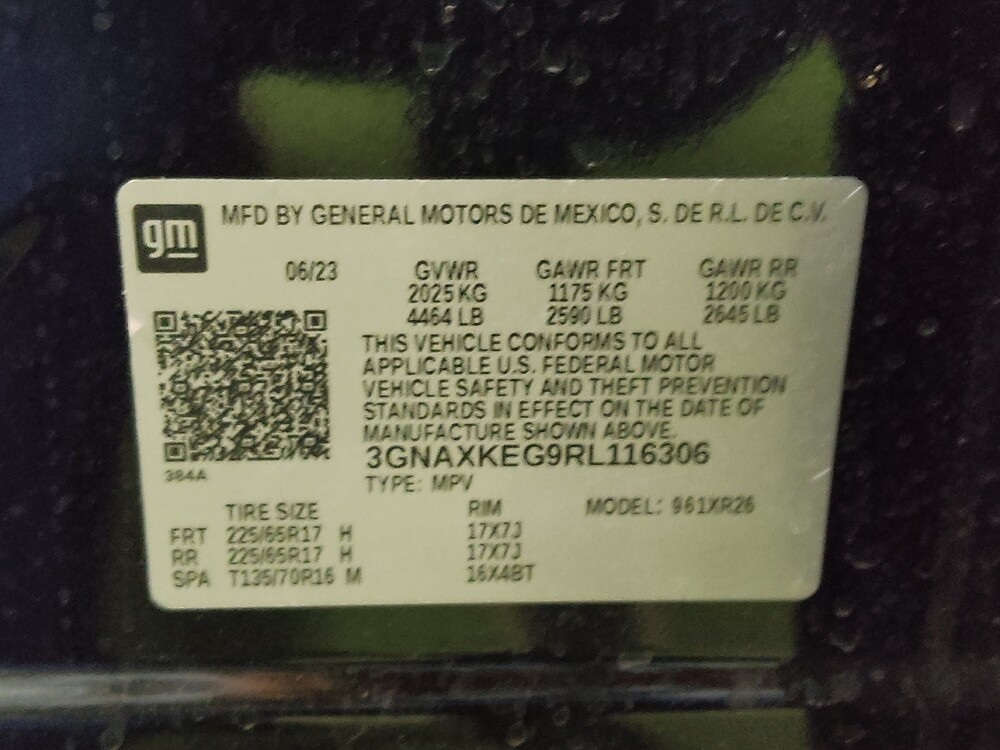 gm
MFD BY GENERAL MOTORS DE MEXICO, S. DE R.L. DE C.V.
06/23 GVWR GAWR FRT GAWR RR
2025 KG 1175 KG 1200 KG
4464 LB 2590 LB 2645 LB
THIS VEHICLE CONFORMS TO ALL
APPLICABLE U.S. FEDERAL MOTOR
VEHICLE SAFETY AND THEFT PREVENTION
STANDARDS IN EFFECT ON THE DATE OF
MANUFACTURE SHOWN ABOVE.
3GNAXKEG9RL116306
384A
TYPE: MPV
TIRE SIZE RIM MODEL: 961XR26
FRT 225/65R17 H 17X7J
RR 225/65R17 H 17X7J
SPA T135/70R16 M 16X4BT